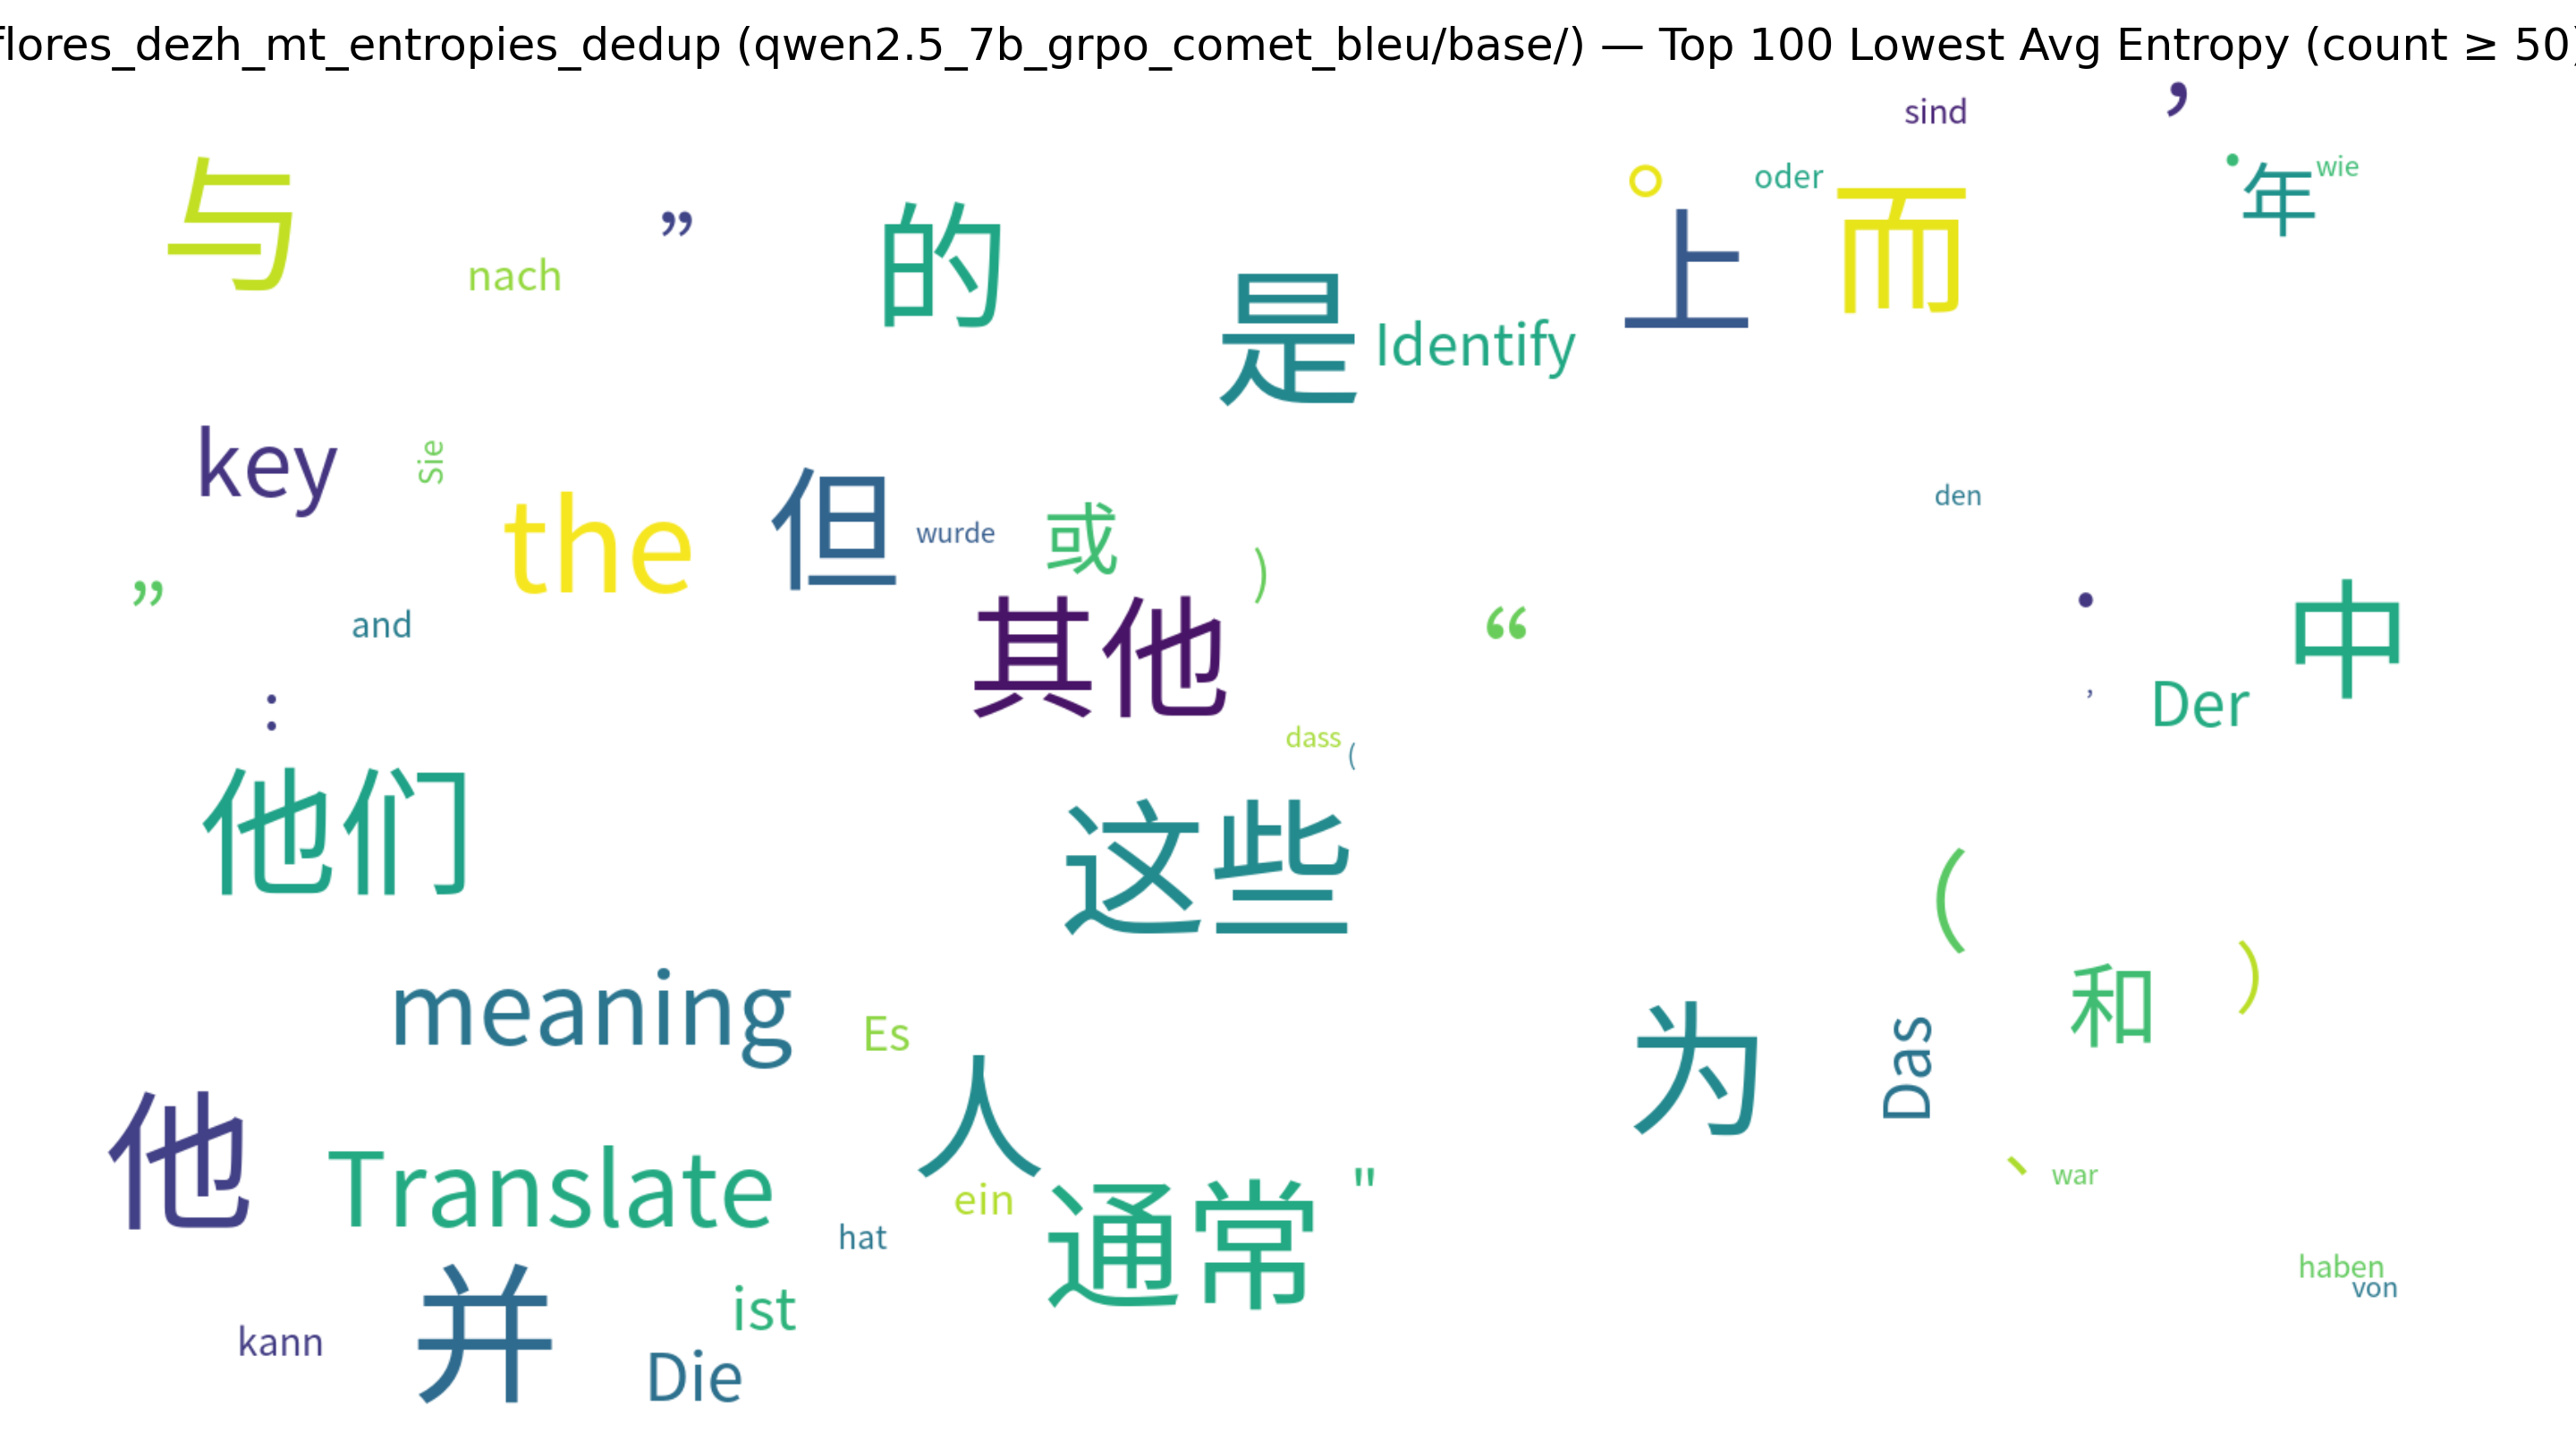 flores_dezh_mt_entropies_dedup (qwen2.5_7b_grpo_comet_bleu/base/) — Top 100 Lowest Avg Entropy (count ≥ 50)
sind
,
与
nach
”
的
是
Identify
。
上
oder
而
·
年
wie
key
sie
the
但
wurde
或
)
den
”
and
其他
“
•
中
:
,
Der
dass
(
他们
这些
(
meaning
Es
人
为
Das
和
)
他
Translate
ein
通常
"
、
war
hat
haben
von
kann
并
ist
Die